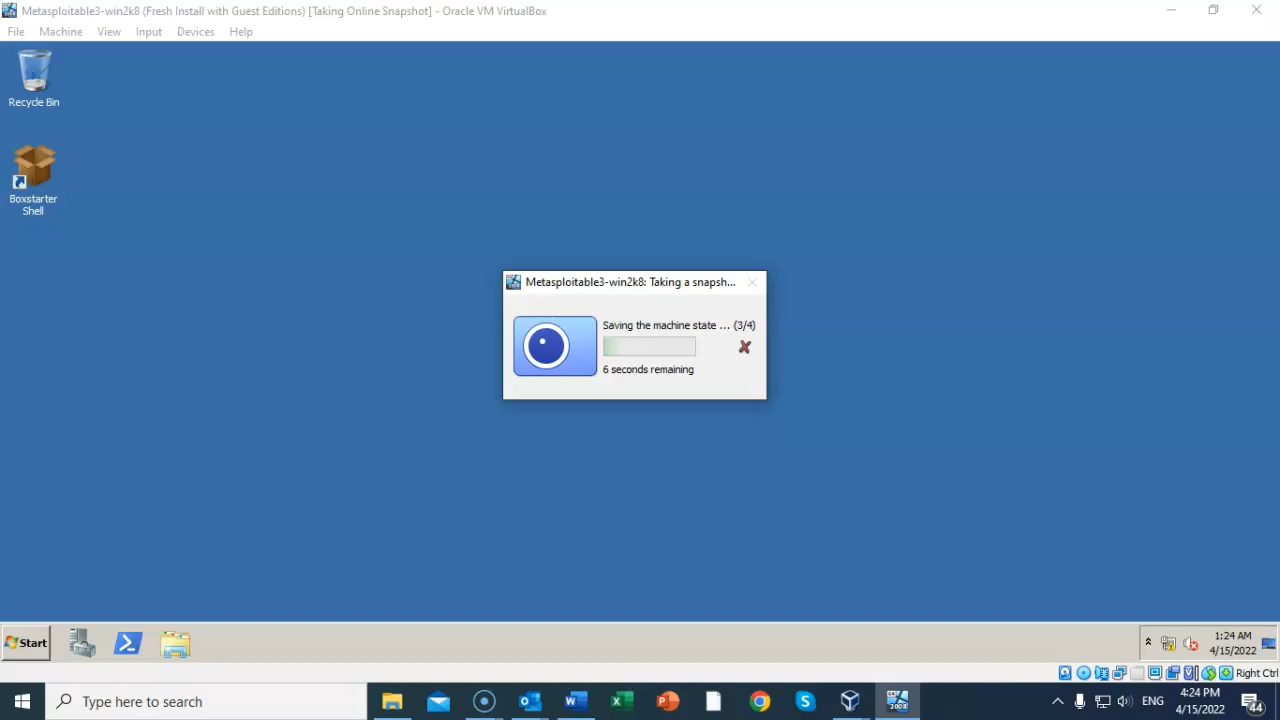 Metasploitable3-win2k8 (Fresh Install with Guest Editions) [Taking Online Snapshot] - Oracle VM VirtualBox
File Machine View Input Devices Help
Recycle Bin
Boxstarter
Shell
Metasploitable3-win2k8: Taking a snapsh...
Saving the machine state ... (3/4)
6 seconds remaining
Start
1:24 AM
4/15/2022
Right Ctrl
Type here to search
ENG
4:24 PM
4/15/2022
44